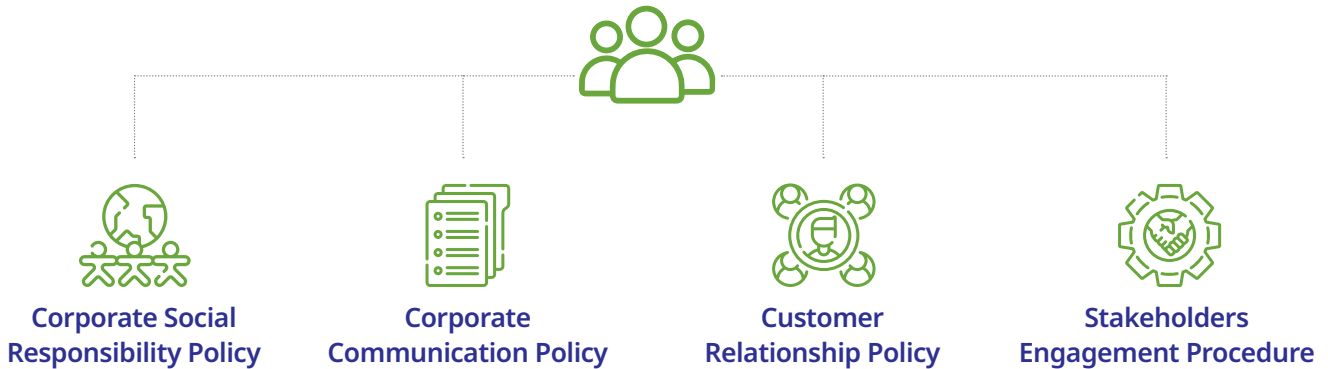 Corporate Social
Responsibility Policy
Corporate
Communication Policy
Customer
Relationship Policy
Stakeholders
Engagement Procedure